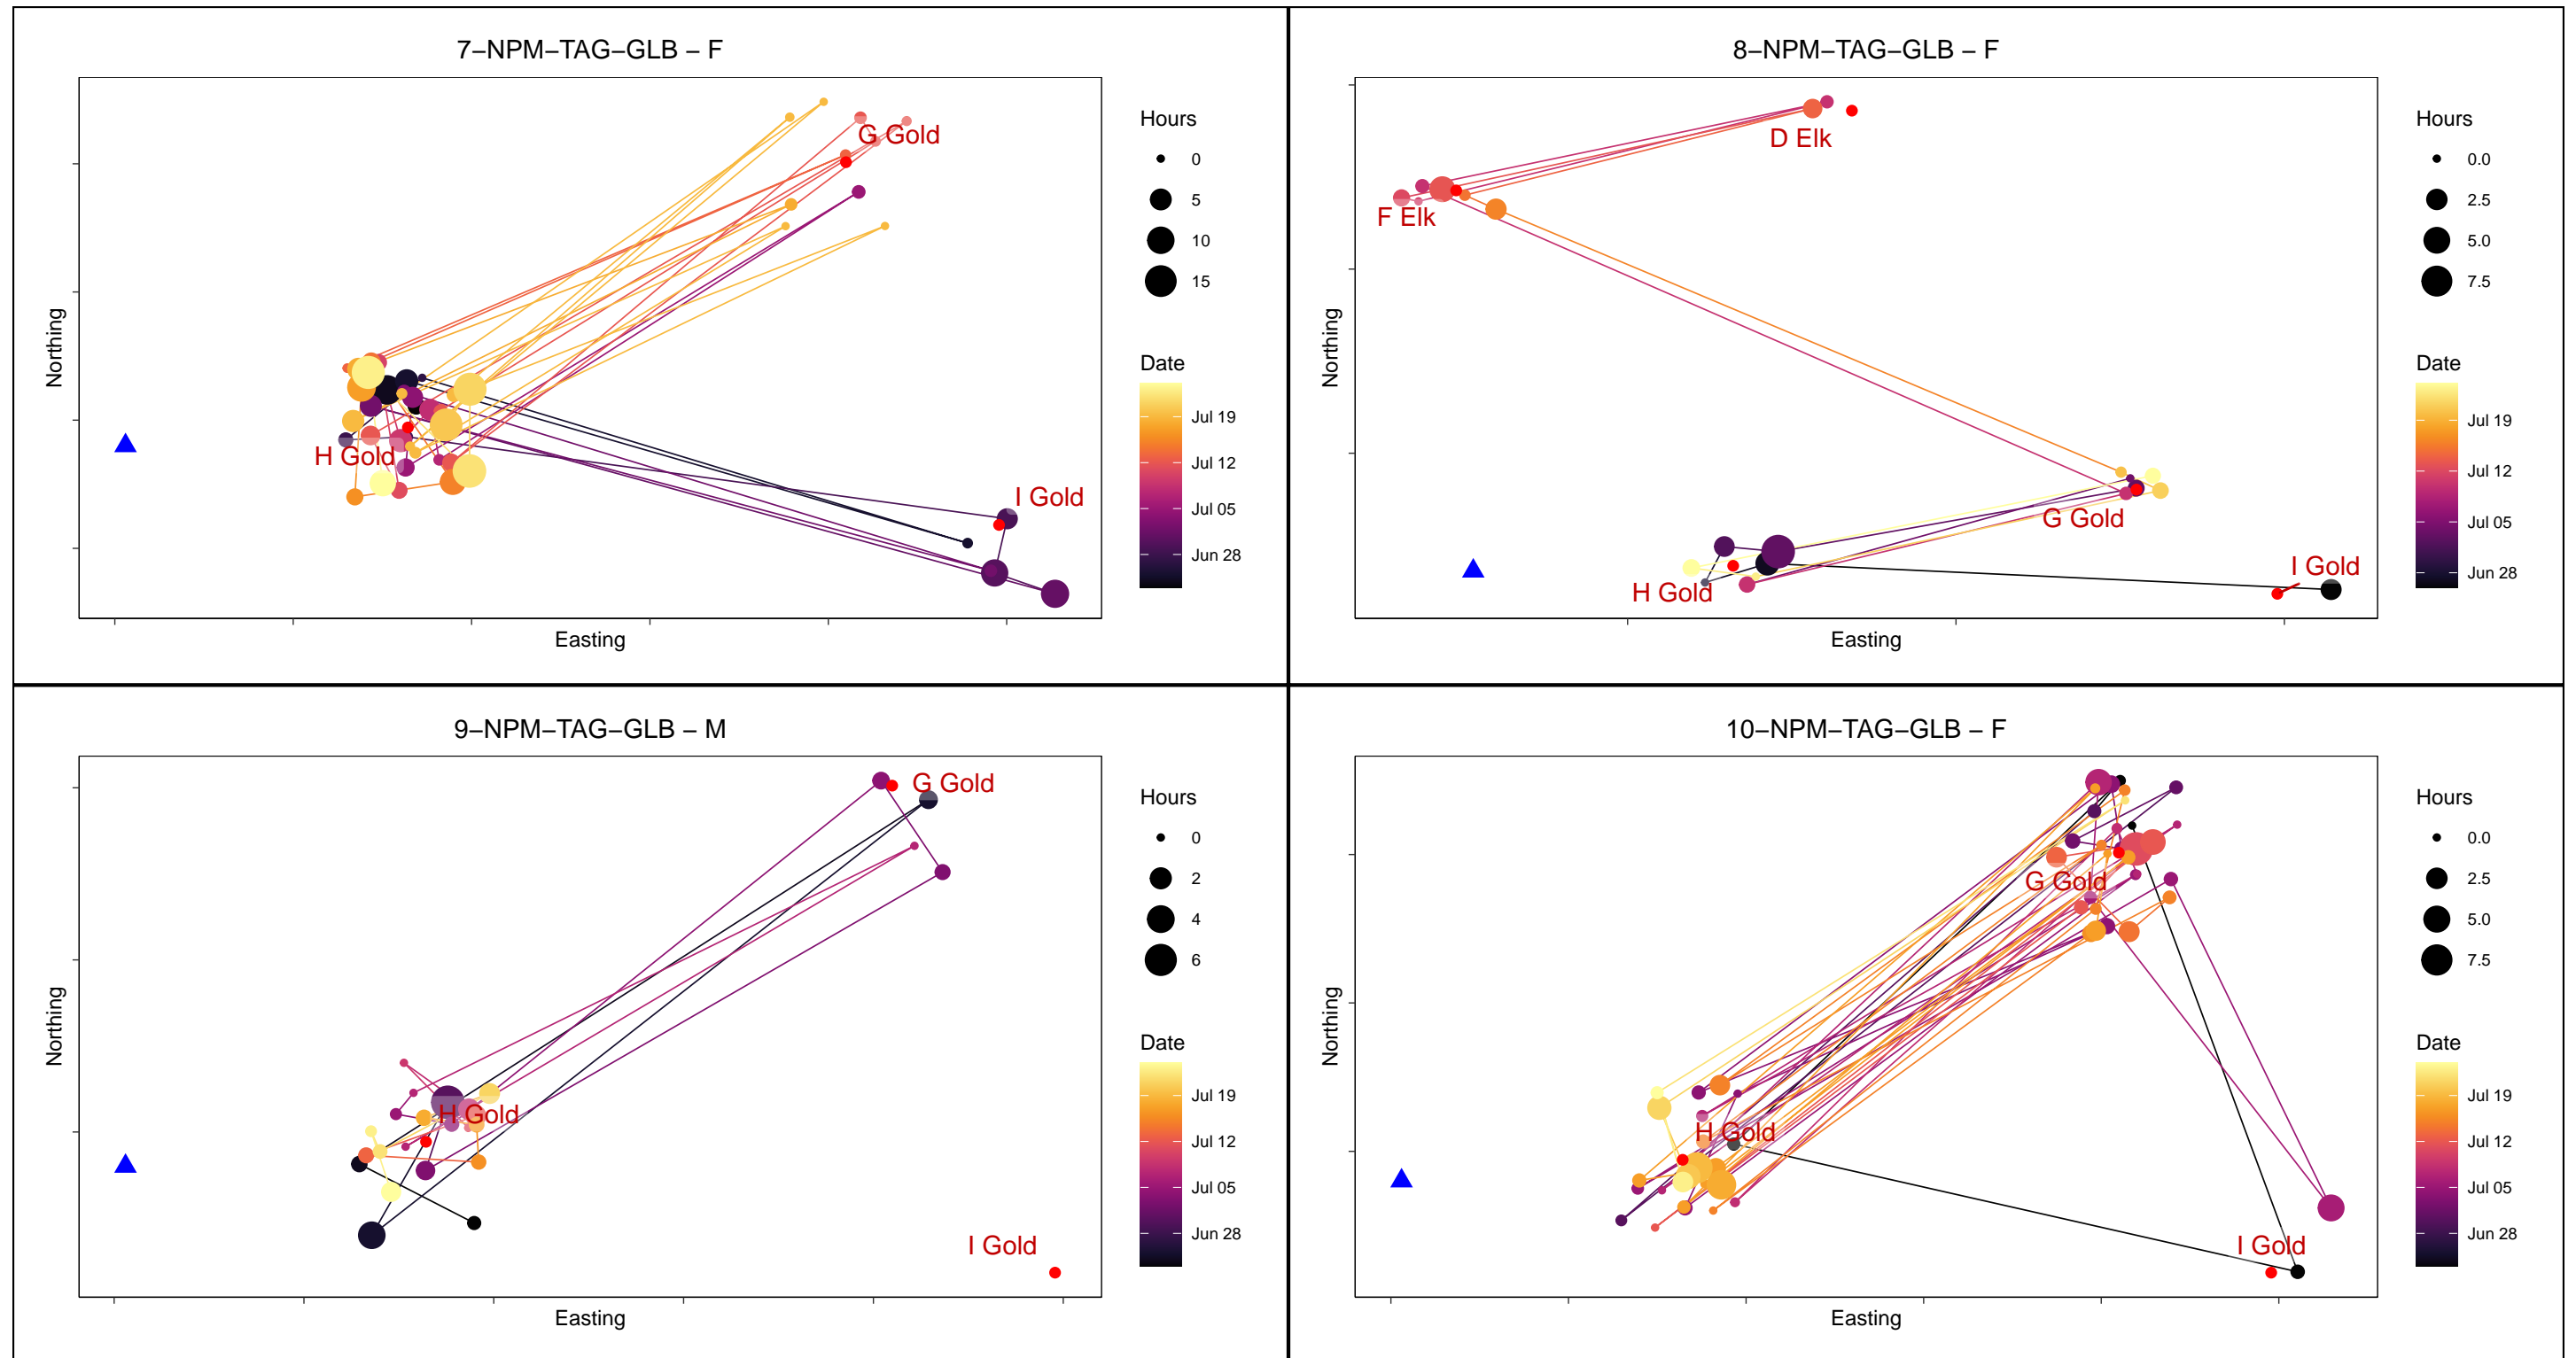 7–NPM–TAG–GLB – F
G Gold
H Gold
I Gold
Northing
Easting
Hours
0
5
10
15
Date
Jul 19
Jul 12
Jul 05
Jun 28
8–NPM–TAG–GLB – F
D Elk
F Elk
G Gold
H Gold
I Gold
Northing
Easting
Hours
0.0
2.5
5.0
7.5
Date
Jul 19
Jul 12
Jul 05
Jun 28
9–NPM–TAG–GLB – M
G Gold
H Gold
I Gold
Northing
Easting
Hours
0
2
4
6
Date
Jul 19
Jul 12
Jul 05
Jun 28
10–NPM–TAG–GLB – F
G Gold
H Gold
I Gold
Northing
Easting
Hours
0.0
2.5
5.0
7.5
Date
Jul 19
Jul 12
Jul 05
Jun 28